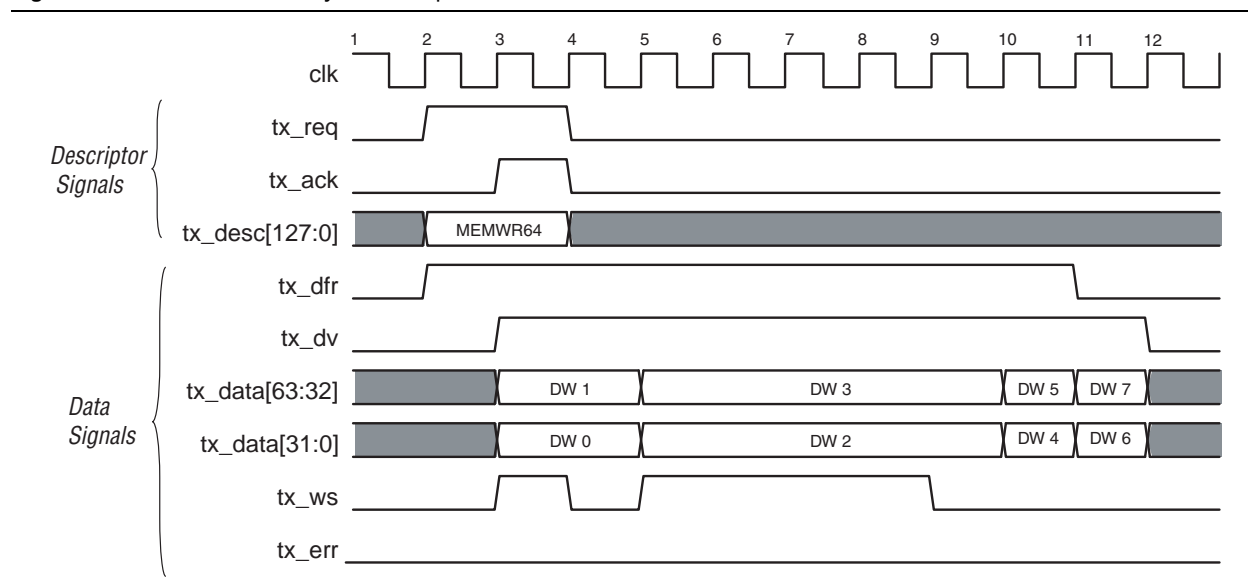 1 2 3 4 5 6 7 8 9 10 11 12
clk
Descriptor
Signals
tx_req
tx_ack
tx_desc[127:0]
MEMWR64
Data
Signals
tx_dfr
tx_dv
tx_data[63:32]
DW 1 DW 3 DW 5 DW 7
tx_data[31:0]
DW 0 DW 2 DW 4 DW 6
tx_ws
tx_err